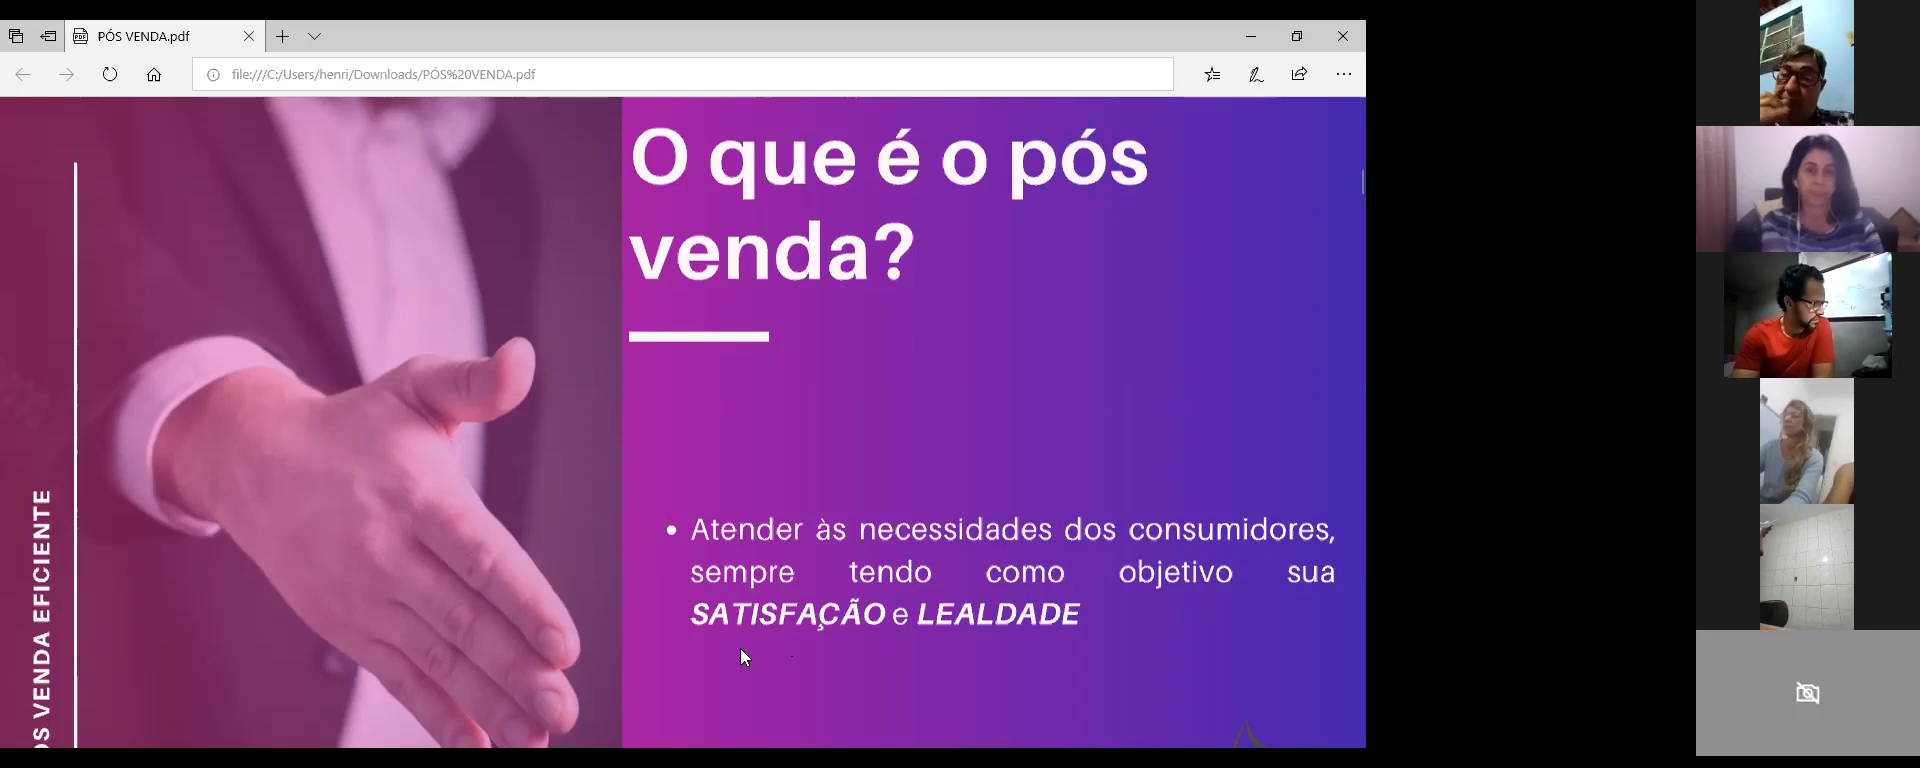 PÓS VENDA.pdf
file:///C:/Users/henri/Downloads/PÓS%20VENDA.pdf
O que é o pós
venda?
• Atender às necessidades dos consumidores,
sempre tendo como objetivo sua
SATISFAÇÃO e LEALDADE
OS VENDA EFICIENTE